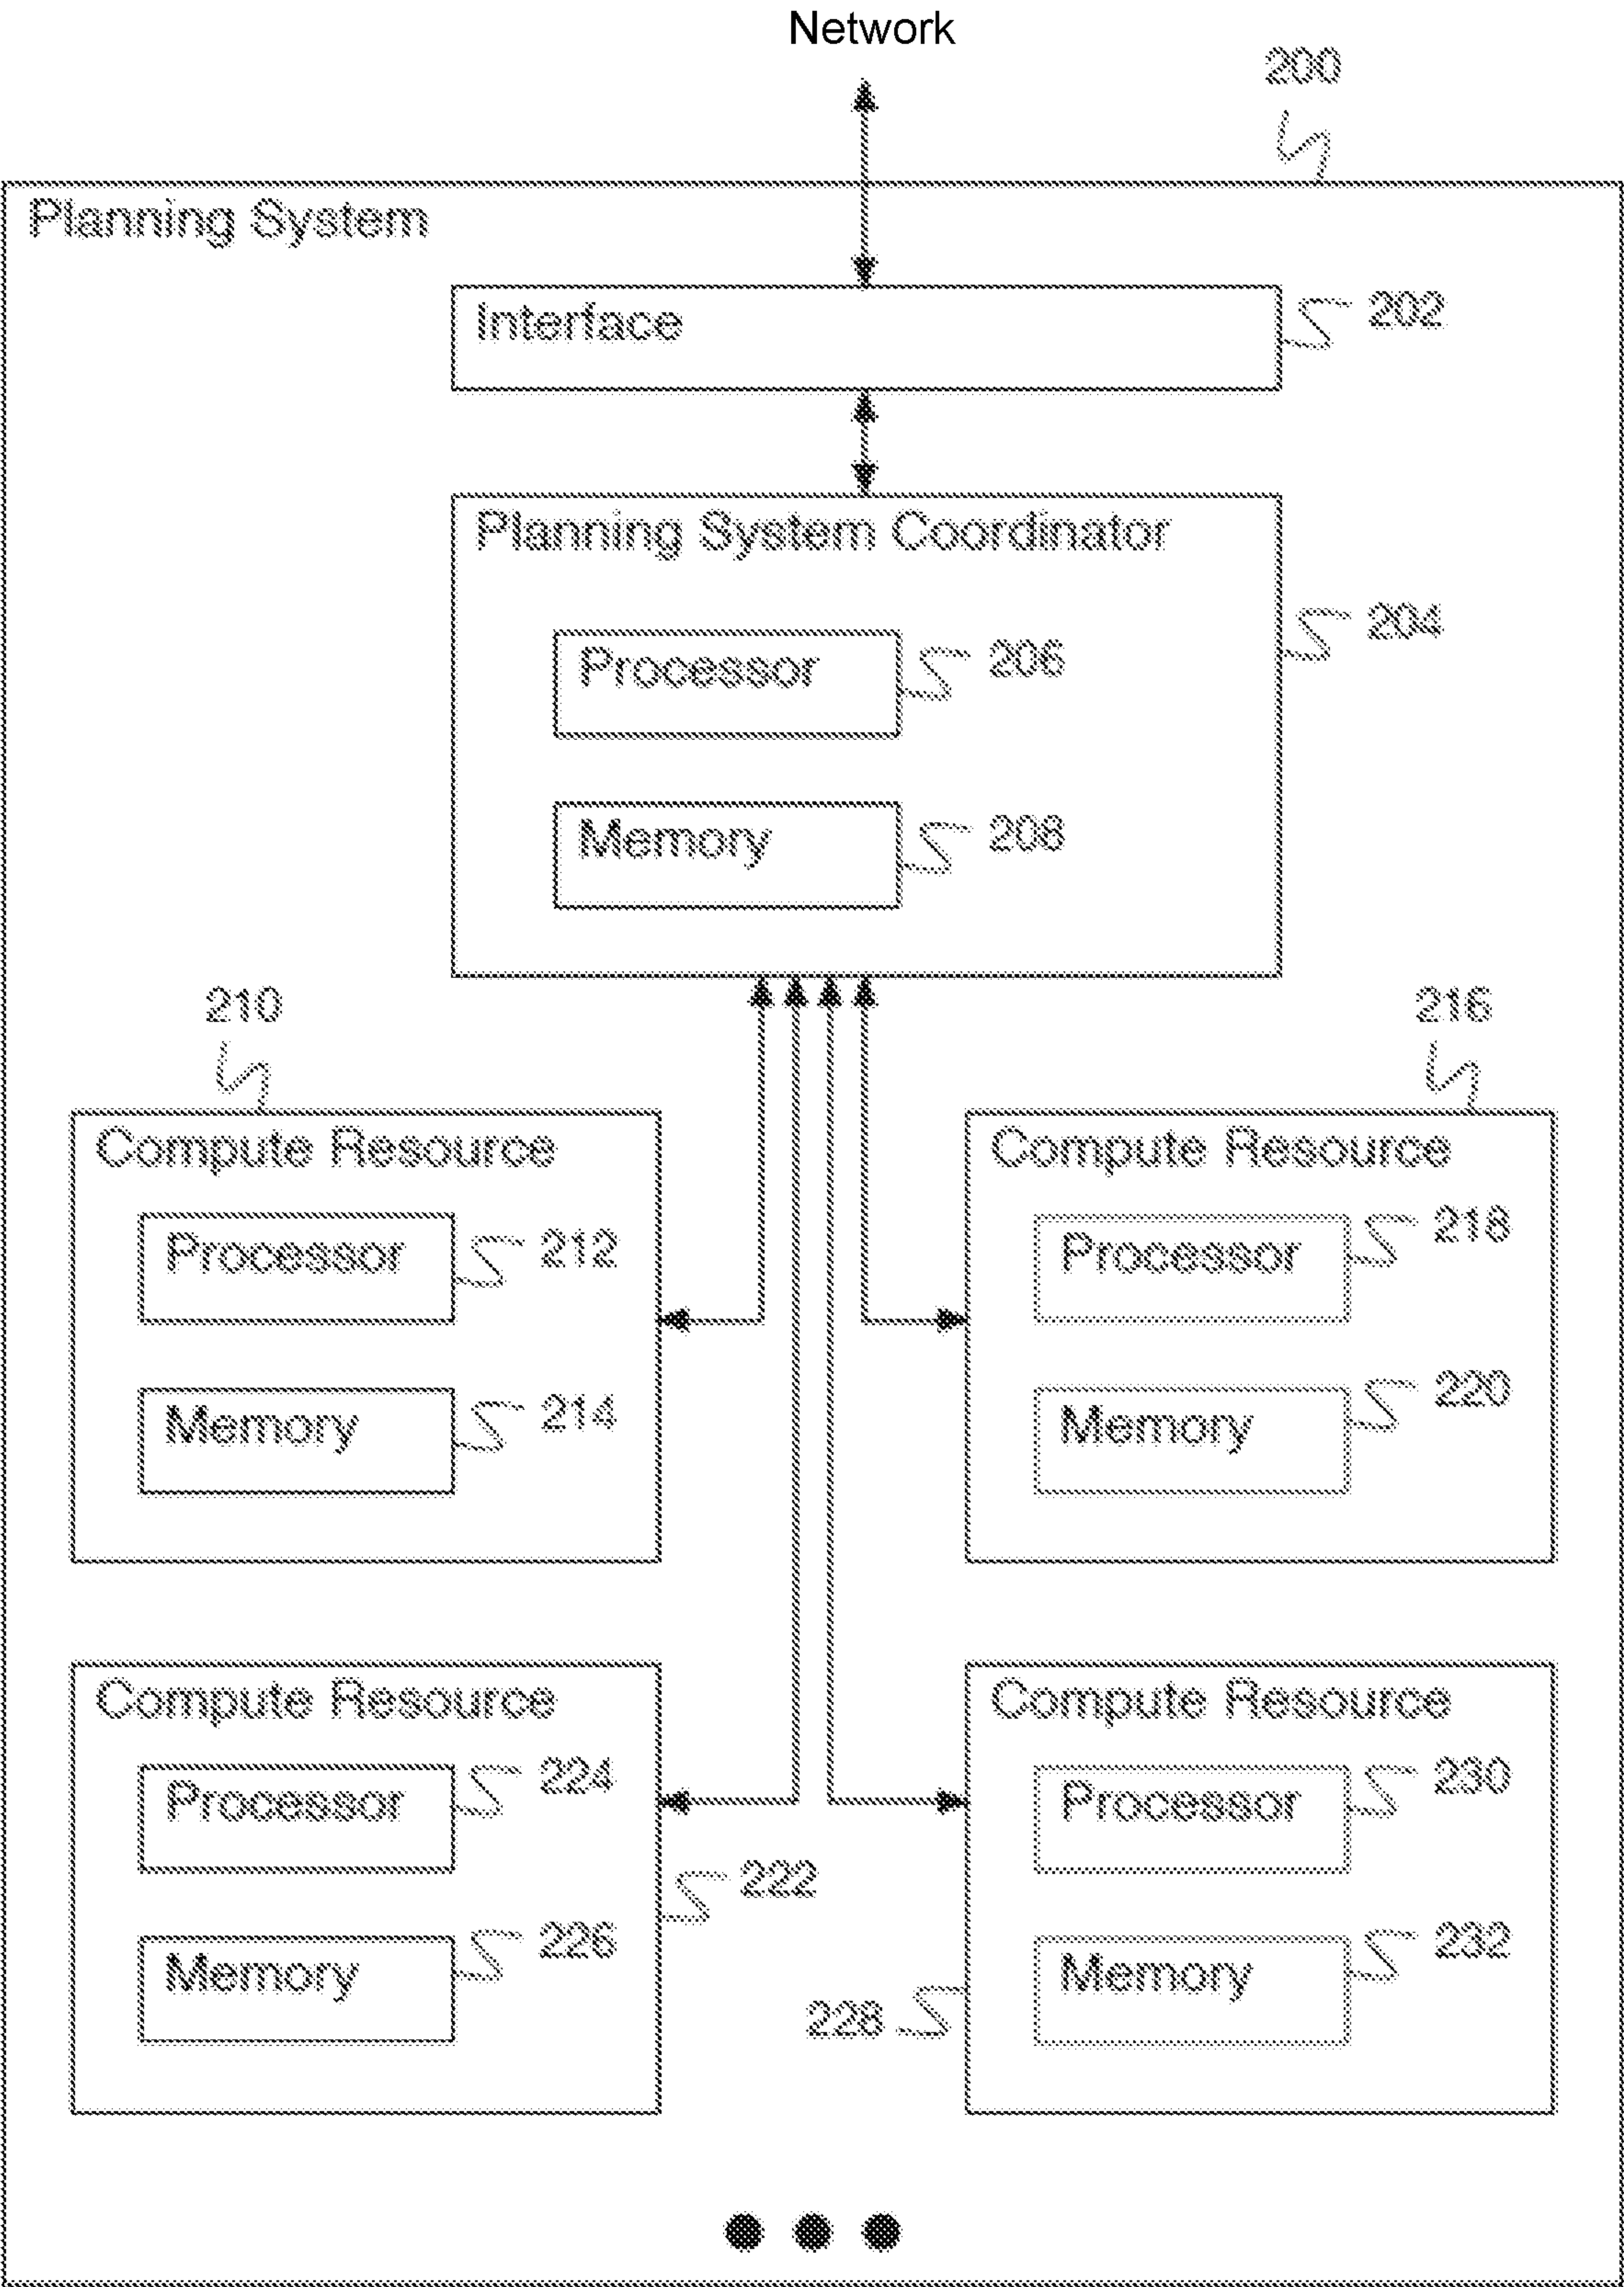 Network
200
Planning System
Interface
202
Planning System Coordinator
204
Processor
206
Memory
208
210
216
Compute Resource
Processor
212
Memory
214
Compute Resource
Processor
218
Memory
220
Compute Resource
Processor
224
222
Memory
226
Compute Resource
Processor
230
Memory
232
228